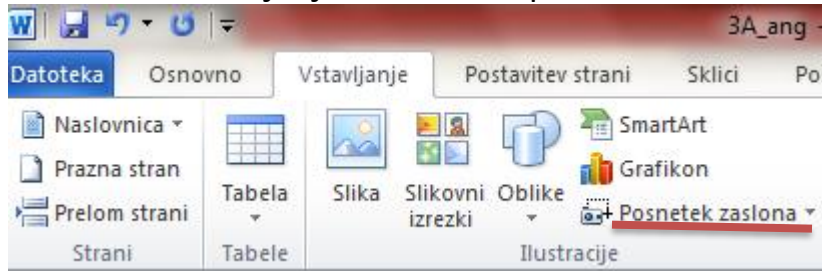 3A_ang -
Datoteka Osnovno Vstavljanje Postavitev strani Sklici Po
Naslovnica
Prazna stran
Prelom strani
Strani
Tabela
Tabele
Slika
Slikovni izrezki
Oblike
SmartArt
Grafikon
Posnetek zaslona
Ilustracije